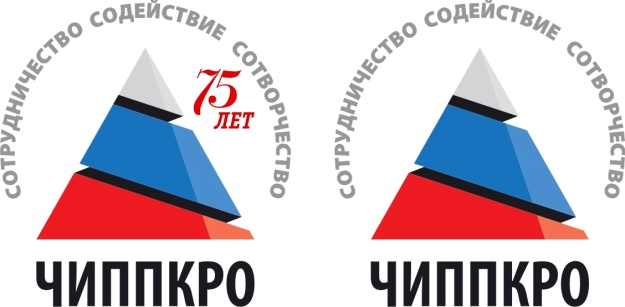 СОТРУДНИЧЕСТВО СОДЕЙСТВИЕ СОТВОРЧЕСТВО
75
ЛЕТ
ЧИППКРО
СОТРУДНИЧЕСТВО СОДЕЙСТВИЕ СОТВОРЧЕСТВО
ЧИППКРО